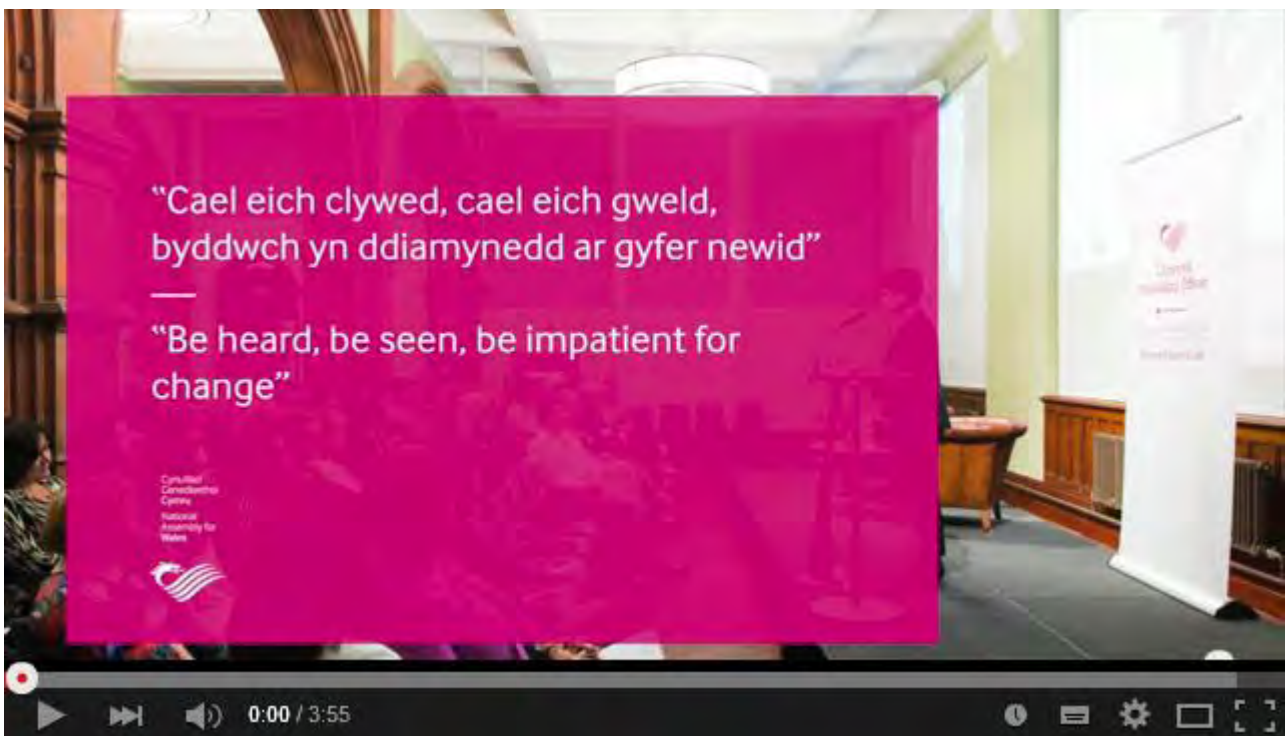 “Cael eich clywed, cael eich gweld,
byddwch yn ddiamynedd ar gyfer newid”
“Be heard, be seen, be impatient for
change”
Cynulliad
Cenedlaethol
Cymru
National
Assembly for
Wales
0:00 / 3:55